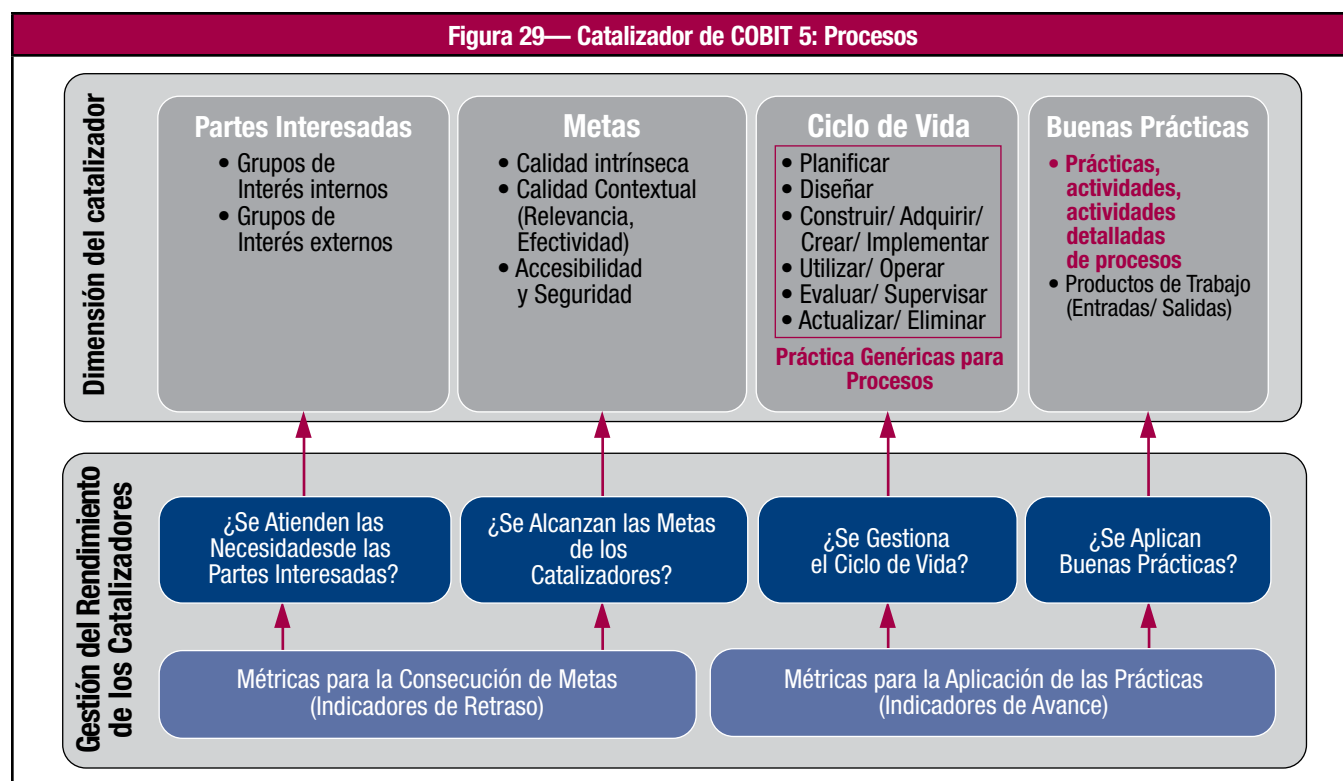 Figura 29— Catalizador de COBIT 5: Procesos
Dimensión del catalizador
Partes Interesadas
• Grupos de
Interés internos
• Grupos de
Interés externos
Metas
• Calidad intrínseca
• Calidad Contextual
(Relevancia,
Efectividad)
• Accesibilidad
y Seguridad
Ciclo de Vida
• Planificar
• Diseñar
• Construir/ Adquirir/
Crear/ Implementar
• Utilizar/ Operar
• Evaluar/ Supervisar
• Actualizar/ Eliminar
Práctica Genéricas para
Procesos
Buenas Prácticas
• Prácticas,
actividades,
actividades
detalladas
de procesos
• Productos de Trabajo
(Entradas/ Salidas)
Gestión del Rendimiento
de los Catalizadores
¿Se Atienden las
Necesidadesde las
Partes Interesadas?
¿Se Alcanzan las Metas
de los
Catalizadores?
¿Se Gestiona
el Ciclo de Vida?
¿Se Aplican
Buenas Prácticas?
Métricas para la Consecución de Metas
(Indicadores de Retraso)
Métricas para la Aplicación de las Prácticas
(Indicadores de Avance)